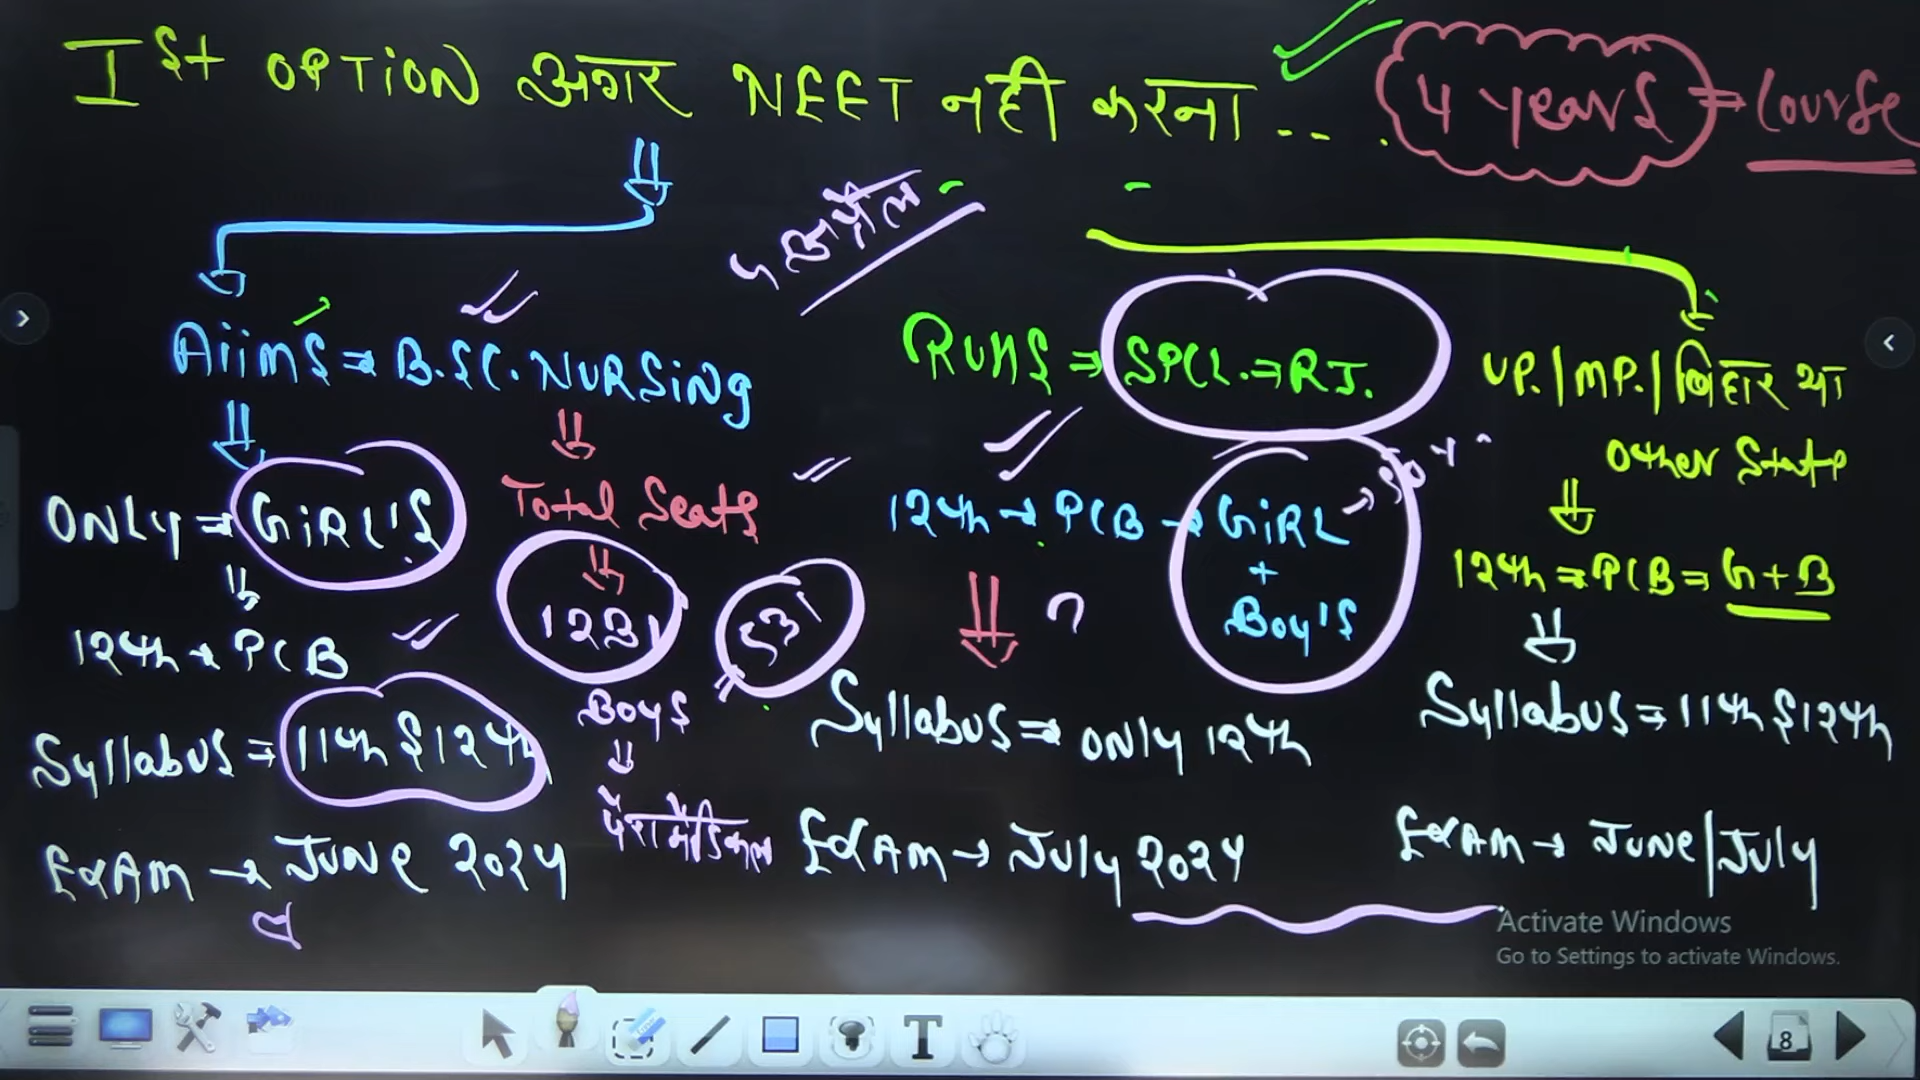 Ist OPTION अगर NEET नही करना ...
4 Years ⇒ Course
5 अप्रैल
Aiims ⇒ B.SC. NURSiNg
ONLY ⇒ GiRL'S
12th → PCB
Syllabus ⇒ 11th & 12th
EXAM → JUNE 2024
Total Seats
1231
531
Boys
पैरामेडिकल
RUHS ⇒ SPCL. ⇒ RJ.
12th → PCB → GiRL
+
Boy's
Syllabus ⇒ ONLY 12th
EXAM → July 2024
UP. / MP. / बिहार या
Other State
12th ⇒ PCB ⇒ G + B
Syllabus ⇒ 11th & 12th
EXAM → JUNE / July
Activate Windows
Go to Settings to activate Windows.
T
8